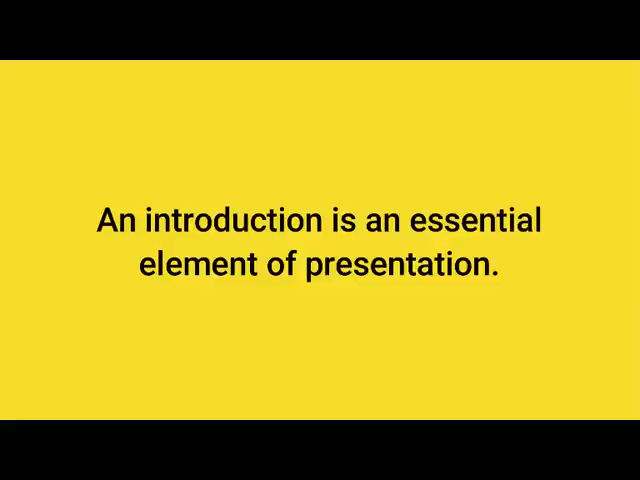 An introduction is an essential
element of presentation.